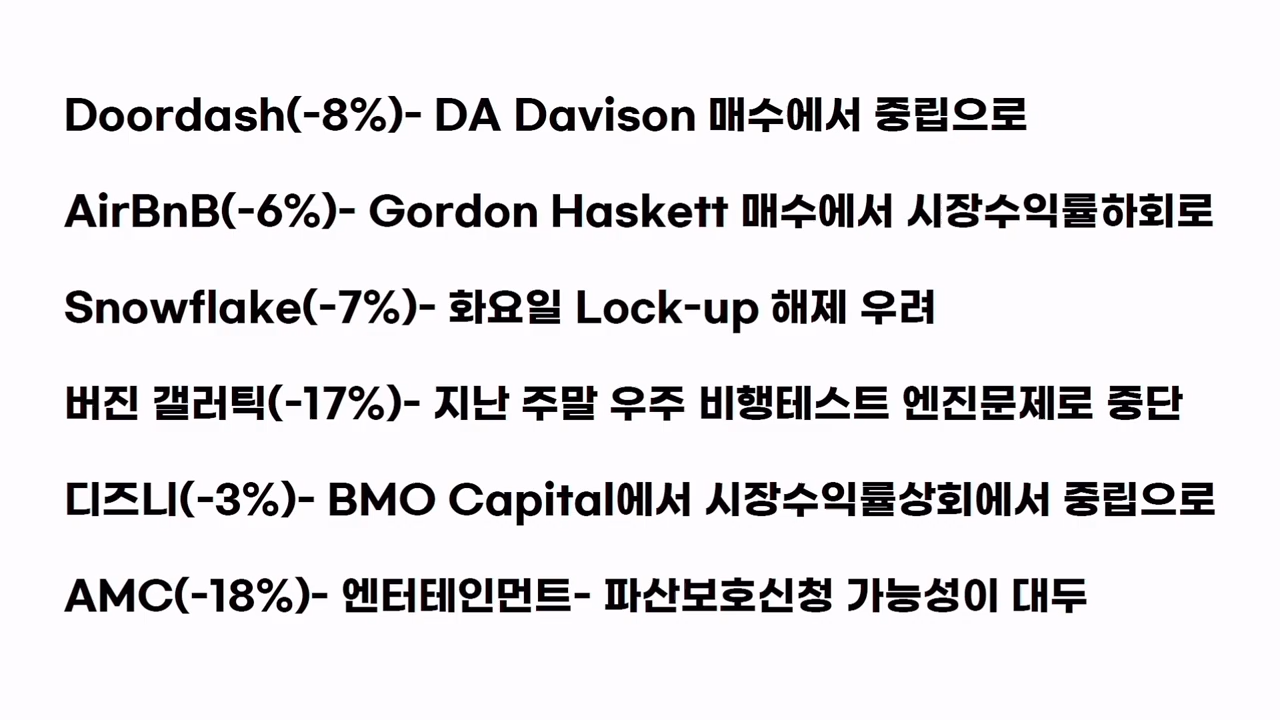 Doordash(-8%)- DA Davison 매수에서 중립으로
AirBnB(-6%)- Gordon Haskett 매수에서 시장수익률하회로
Snowflake(-7%)- 화요일 Lock-up 해제 우려
버진 갤러틱(-17%)- 지난 주말 우주 비행테스트 엔진문제로 중단
디즈니(-3%)- BMO Capital에서 시장수익률상회에서 중립으로
AMC(-18%)- 엔터테인먼트- 파산보호신청 가능성이 대두